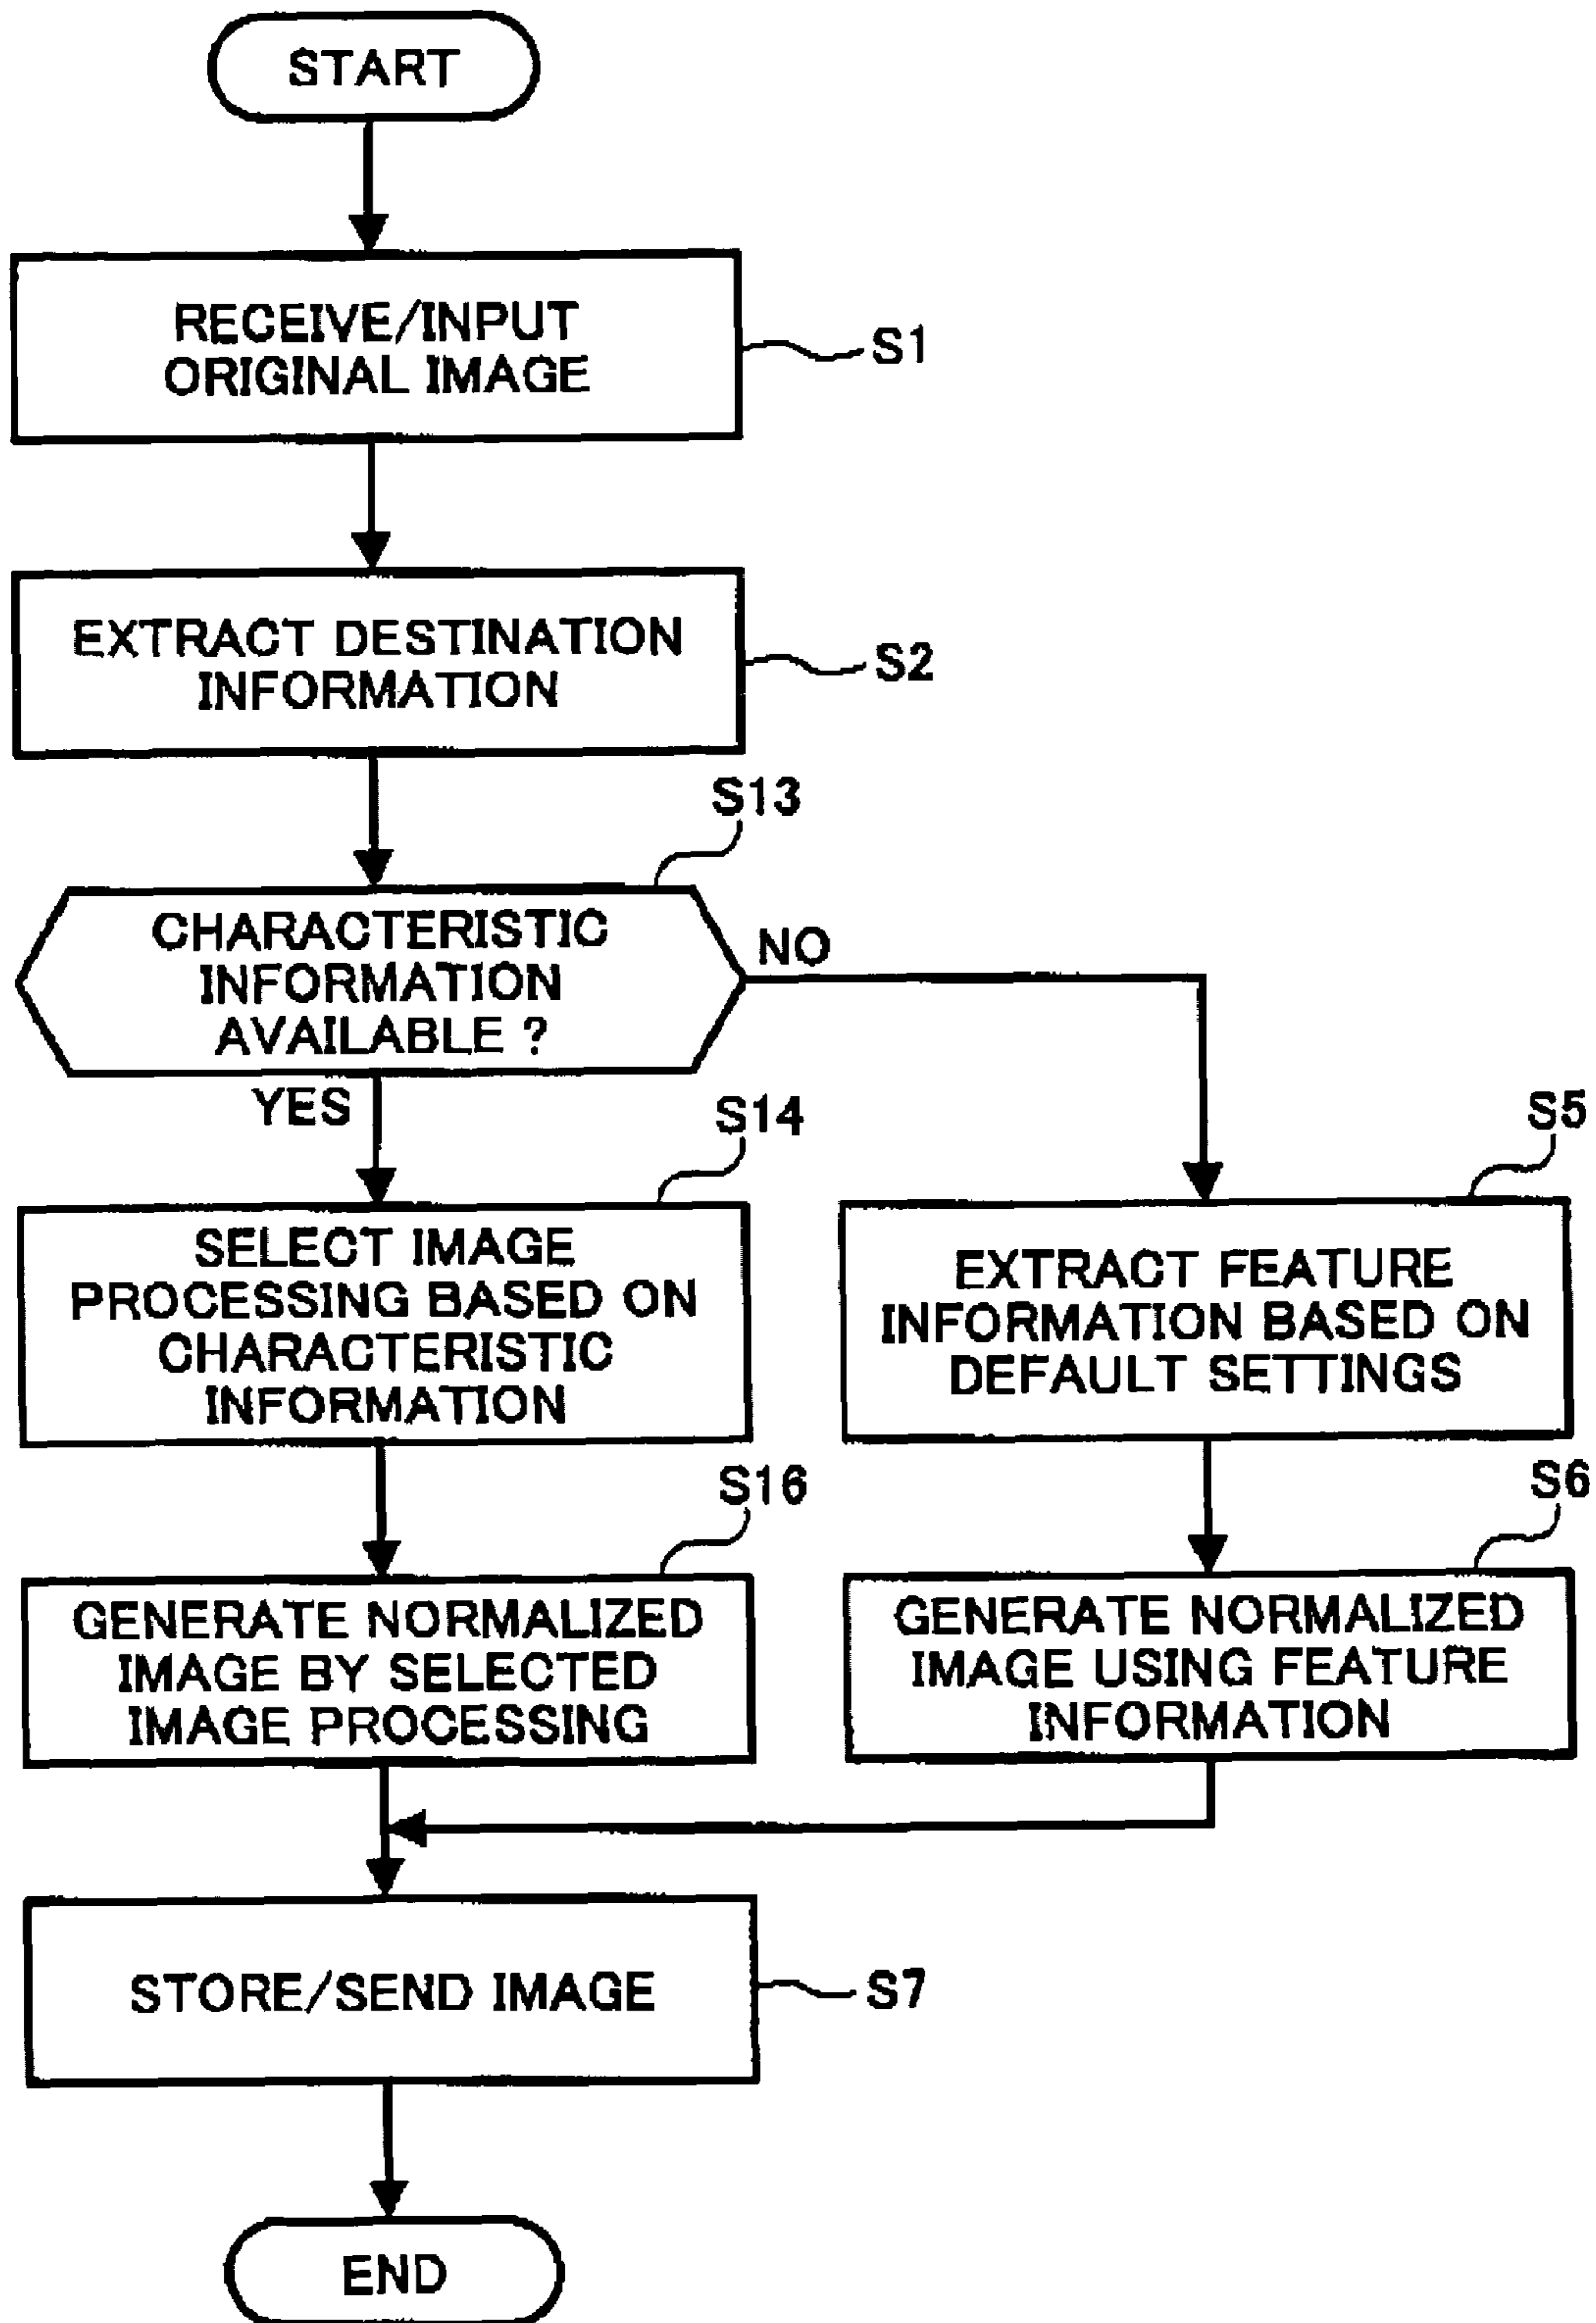 START
RECEIVE/INPUT
ORIGINAL IMAGE
S1
EXTRACT DESTINATION
INFORMATION
S2
S13
CHARACTERISTIC
INFORMATION
AVAILABLE ?
NO
YES
S14
SELECT IMAGE
PROCESSING BASED ON
CHARACTERISTIC
INFORMATION
S5
EXTRACT FEATURE
INFORMATION BASED ON
DEFAULT SETTINGS
S16
GENERATE NORMALIZED
IMAGE BY SELECTED
IMAGE PROCESSING
S6
GENERATE NORMALIZED
IMAGE USING FEATURE
INFORMATION
STORE/SEND IMAGE
S7
END